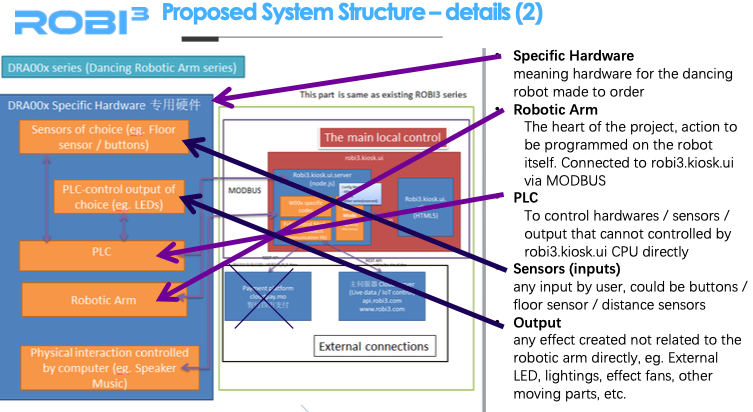 ROBI³
Proposed System Structure – details (2)
DRA00x series (Dancing Robotic Arm series)
DRA00x Specific Hardware 专用硬件
Sensors of choice (eg. Floor
sensor / buttons)
PLC-control output of
choice (eg. LEDs)
PLC
Robotic Arm
Physical interaction controlled
by computer (eg. Speaker
Music)
This part is same as existing ROBI3 series
The main local control
robi3.kiosk.ui
MODBUS
Robi3.kiosk.ui.server
(node.js)
Robi3.kiosk.ui.
(HTML5)
REST API
REST API
Payment platform
(Live data / IoT control)
api.robi3.com
www.robi3.com
External connections
• Specific Hardware
meaning hardware for the dancing
robot made to order
• Robotic Arm
The heart of the project, action to
be programmed on the robot
itself. Connected to robi3.kiosk.ui
via MODBUS
• PLC
To control hardwares / sensors /
output that cannot controlled by
robi3.kiosk.ui CPU directly
• Sensors (inputs)
any input by user, could be buttons /
floor sensor / distance sensors
• Output
any effect created not related to the
robotic arm directly, eg. External
LED, lightings, effect fans, other
moving parts, etc.